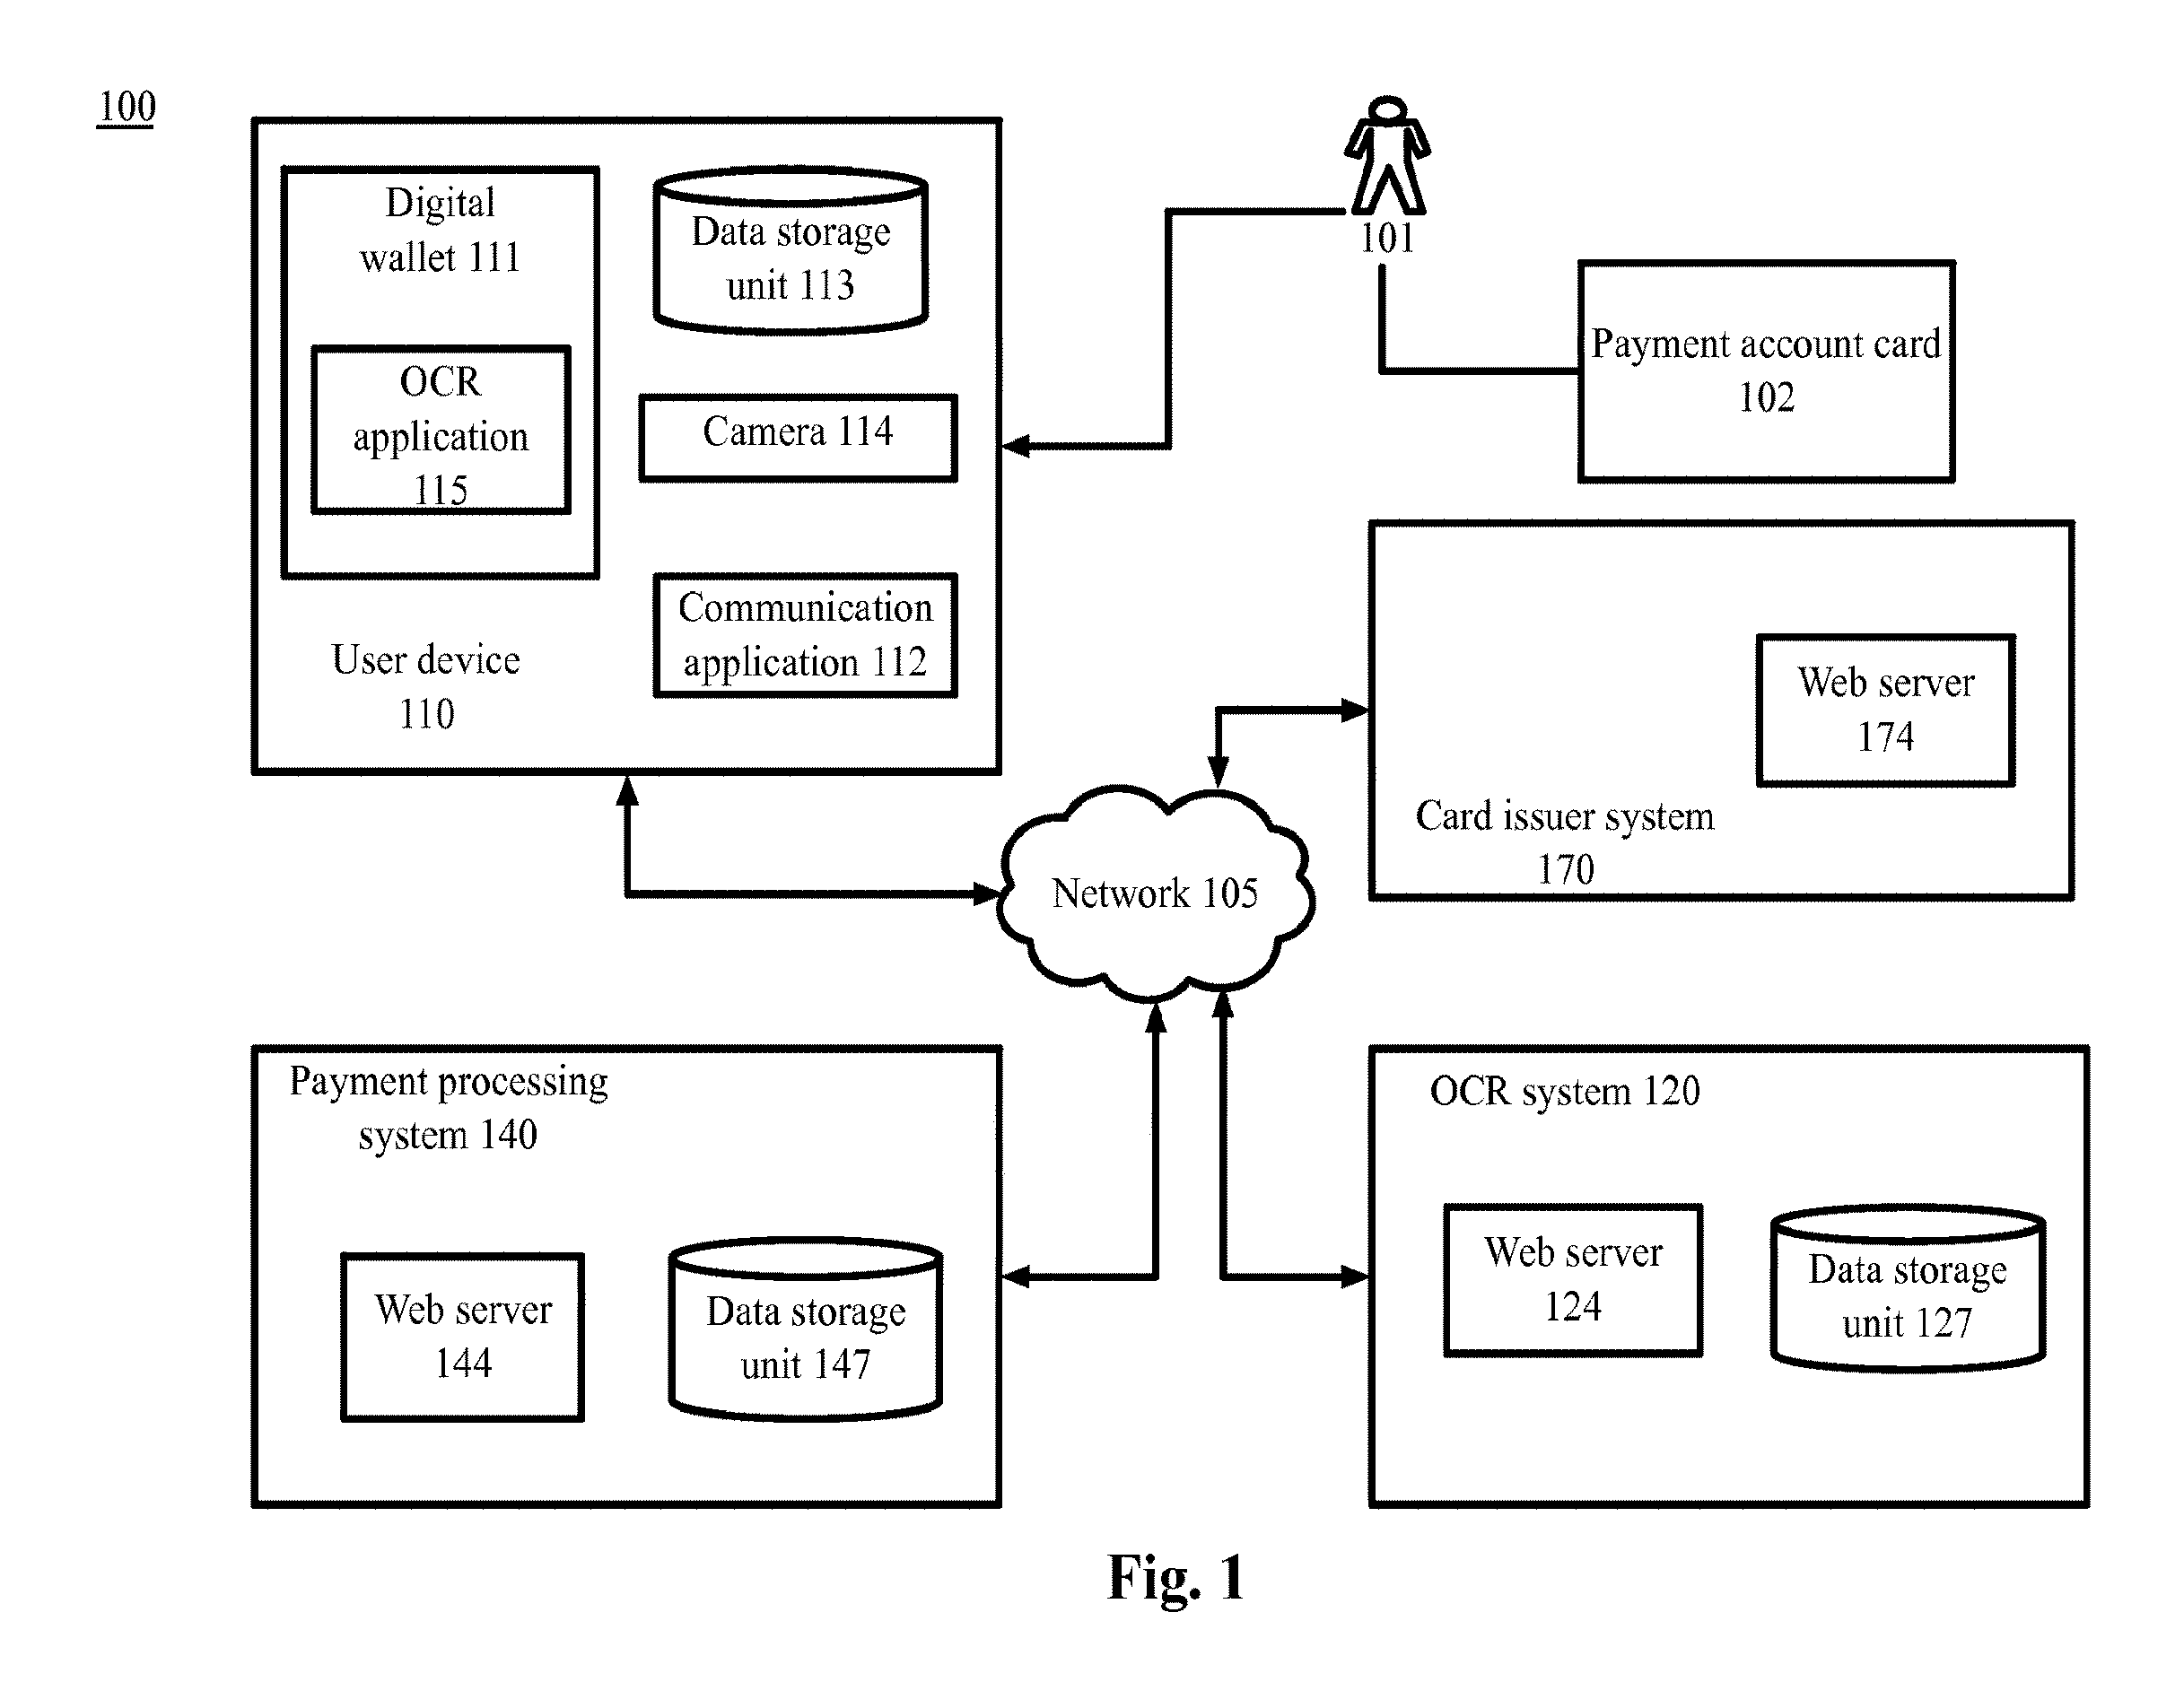 100
Digital
wallet 111
OCR
application
115
Data storage
unit 113
Camera 114
Communication
application 112
User device
110
101
Payment account card
102
Web server
174
Card issuer system
170
Network 105
Payment processing
system 140
Web server
144
Data storage
unit 147
OCR system 120
Web server
124
Data storage
unit 127
Fig. 1